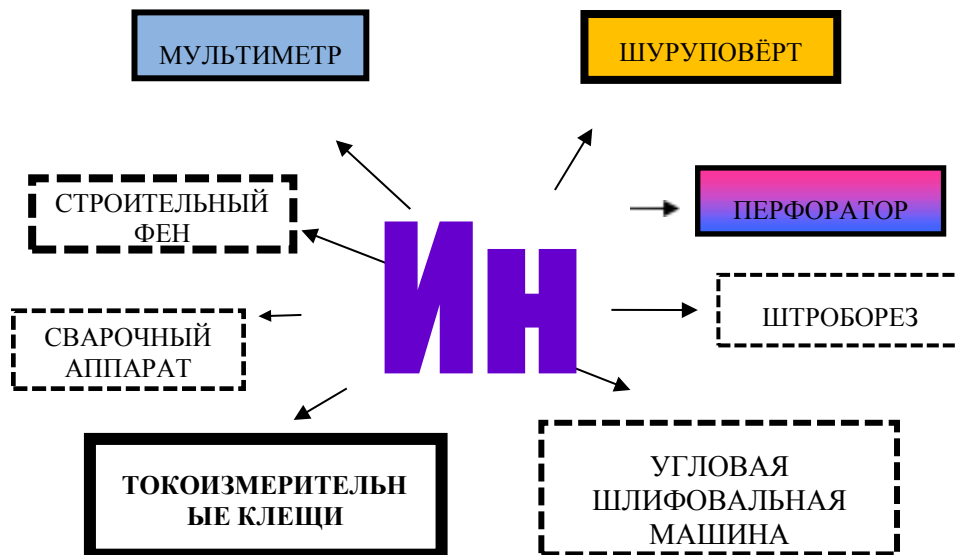 МУЛЬТИМЕТР
ШУРУПОВЁРТ
СТРОИТЕЛЬНЫЙ
ФЕН
ПЕРФОРАТОР
Ин
ШТРОБОРЕЗ
СВАРОЧНЫЙ
АППАРАТ
ТОКОИЗМЕРИТЕЛЬН
ЫЕ КЛЕЩИ
УГЛОВАЯ
ШЛИФОВАЛЬНАЯ
МАШИНА